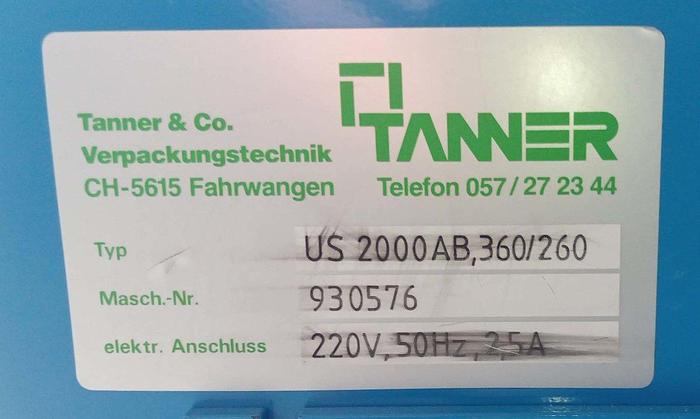 Tanner & Co.
Verpackungstechnik
CH-5615 Fahrwangen
TANNER
Telefon 057/27 23 44
Typ US 2000AB,360/260
Masch.-Nr. 930576
elektr. Anschluss 220V,50Hz,2,5A